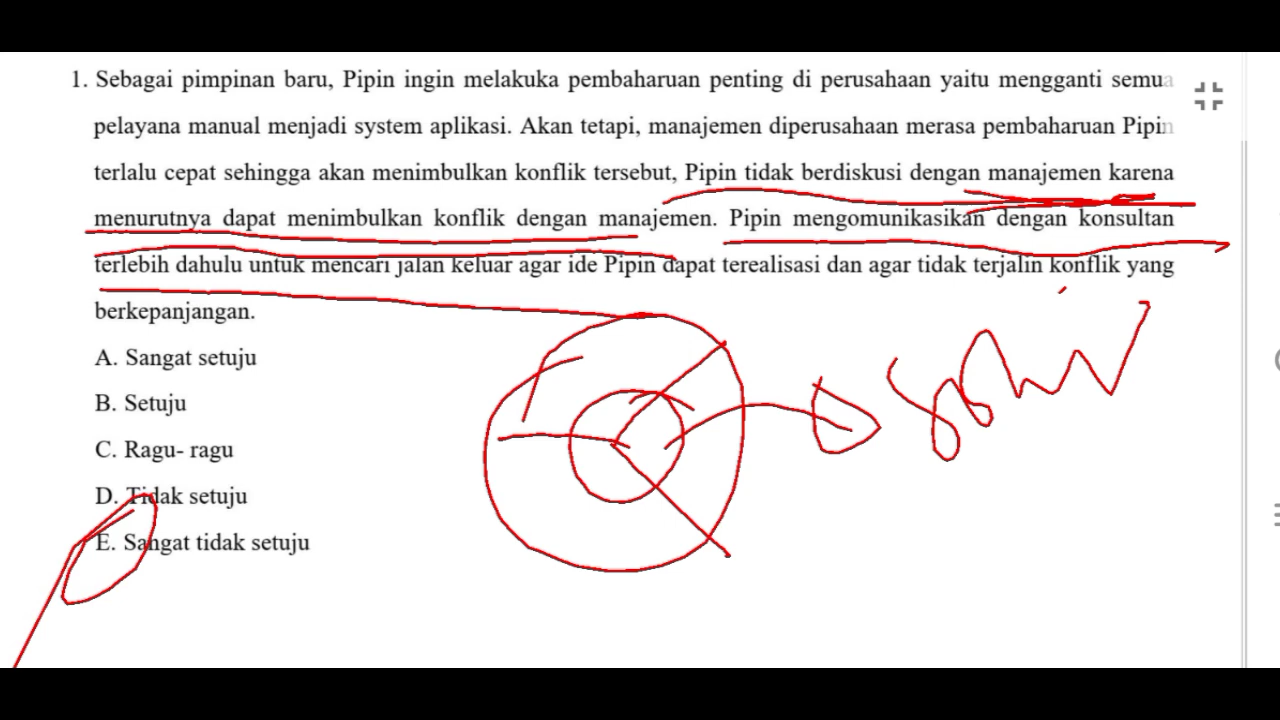 1. Sebagai pimpinan baru, Pipin ingin melakuka pembaharuan penting di perusahaan yaitu mengganti semua
pelayana manual menjadi system aplikasi. Akan tetapi, manajemen diperusahaan merasa pembaharuan Pipin
terlalu cepat sehingga akan menimbulkan konflik tersebut, Pipin tidak berdiskusi dengan manajemen karena
menurutnya dapat menimbulkan konflik dengan manajemen. Pipin mengomunikasikan dengan konsultan
terlebih dahulu untuk mencari jalan keluar agar ide Pipin dapat terealisasi dan agar tidak terjalin konflik yang
berkepanjangan.
A. Sangat setuju
B. Setuju
C. Ragu- ragu
D. Tidak setuju
E. Sangat tidak setuju